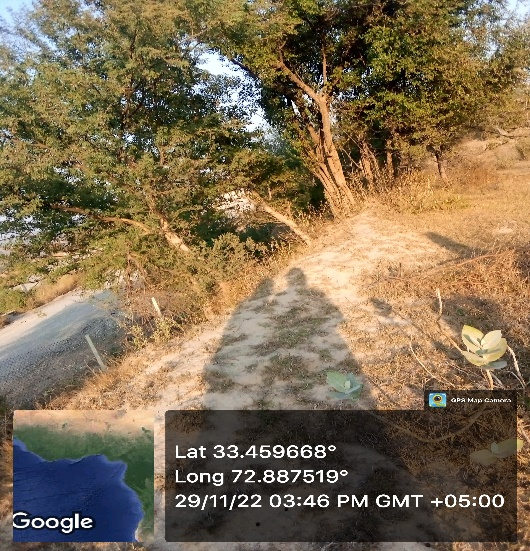 GPS Map Camera
Lat 33.459668°
Long 72.887519°
29/11/22 03:46 PM GMT +05:00
Google